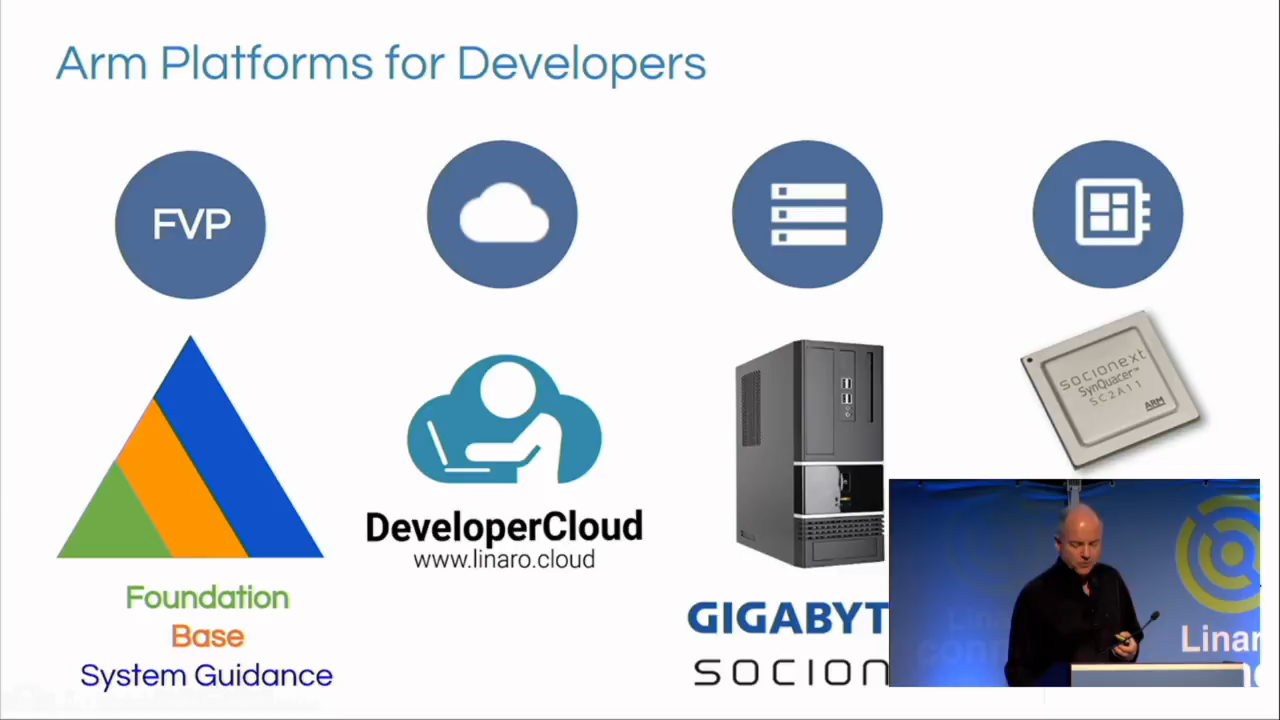 Arm Platforms for Developers
FVP
socionext
SynQuacer™
SC2A11
ARM
DeveloperCloud
www.linaro.cloud
Foundation
Base
System Guidance
GIGABYT
SOCION
Linar